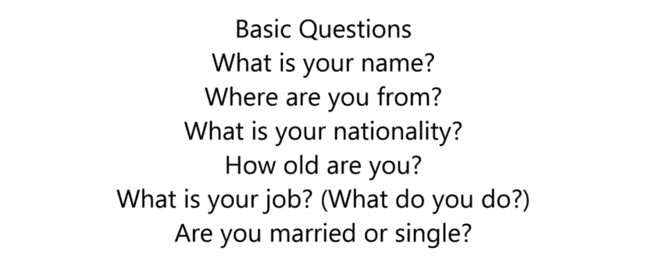 Basic Questions
What is your name?
Where are you from?
What is your nationality?
How old are you?
What is your job? (What do you do?)
Are you married or single?